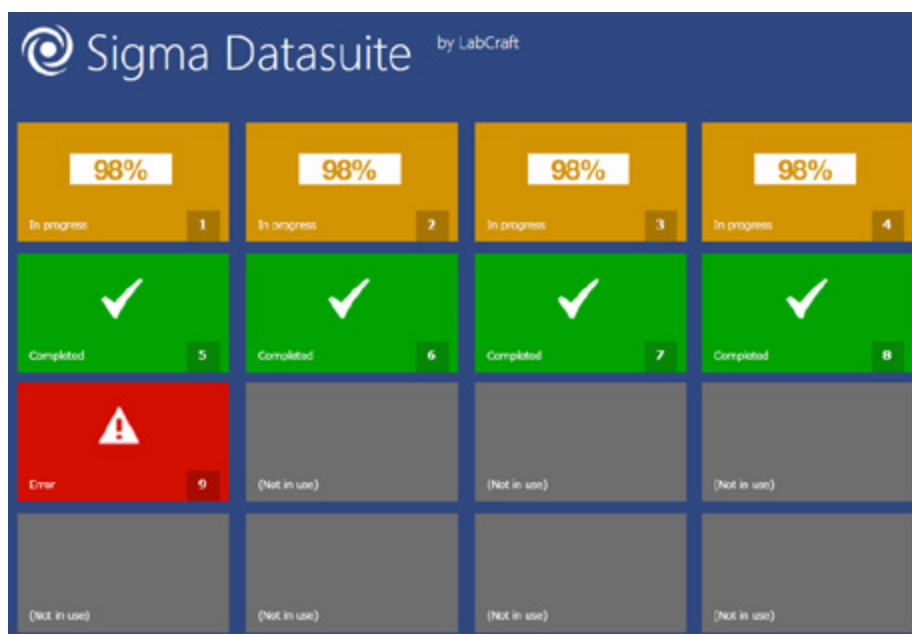 Sigma Datasuite by LabCraft
98% 98% 98% 98%
In progress 1 In progress 2 In progress 3 In progress 4
Completed 5 Completed 6 Completed 7 Completed 8
Error 9 (Not in use) (Not in use) (Not in use)
(Not in use) (Not in use) (Not in use) (Not in use)